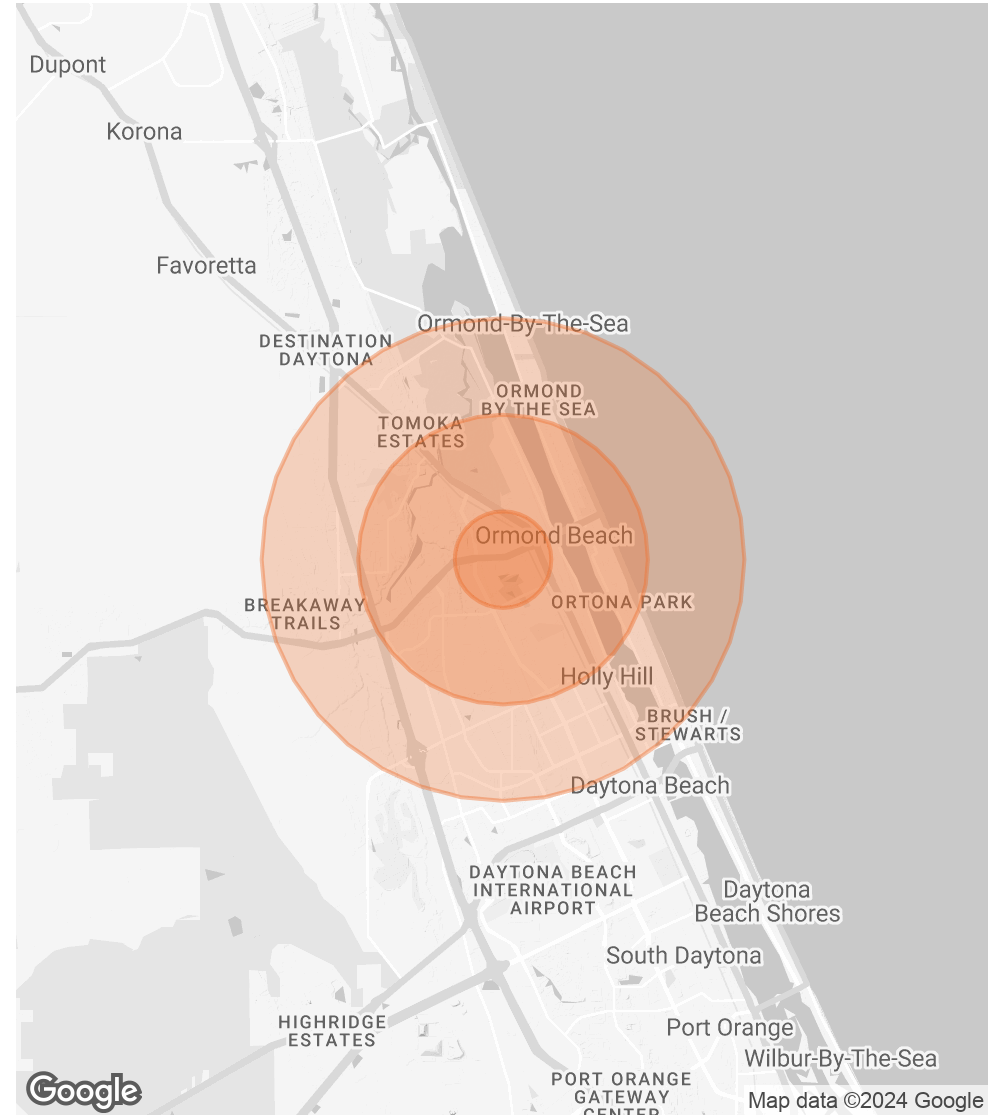 Dupont
Korona
Favoretta
Ormond-By-The-Sea
DESTINATION
DAYTONA
ORMOND
BY THE SEA
TOMOKA
ESTATES
Ormond Beach
BREAKAWAY
TRAILS
ORTONA PARK
Holly Hill
BRUSH /
STEWARTS
Daytona Beach
DAYTONA BEACH
INTERNATIONAL
AIRPORT
Daytona
Beach Shores
South Daytona
HIGHRIDGE
ESTATES
Port Orange
Wilbur-By-The-Sea
PORT ORANGE
GATEWAY
CENTER
Google
Map data ©2024 Google